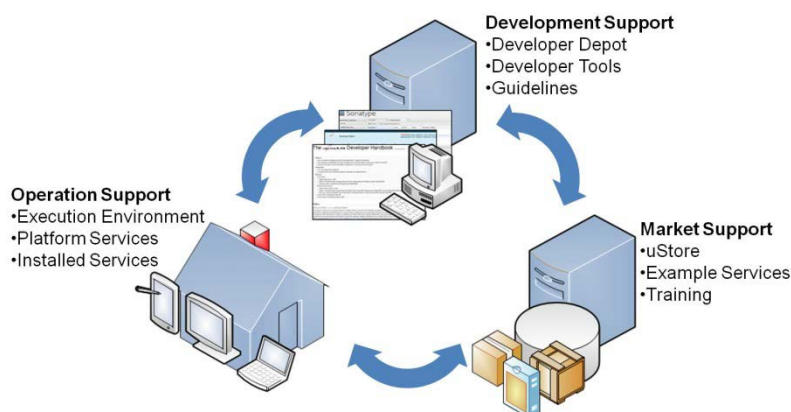 Development Support
•Developer Depot
•Developer Tools
•Guidelines
Sonatype
The Developer Handbook
Operation Support
•Execution Environment
•Platform Services
•Installed Services
Market Support
•uStore
•Example Services
•Training